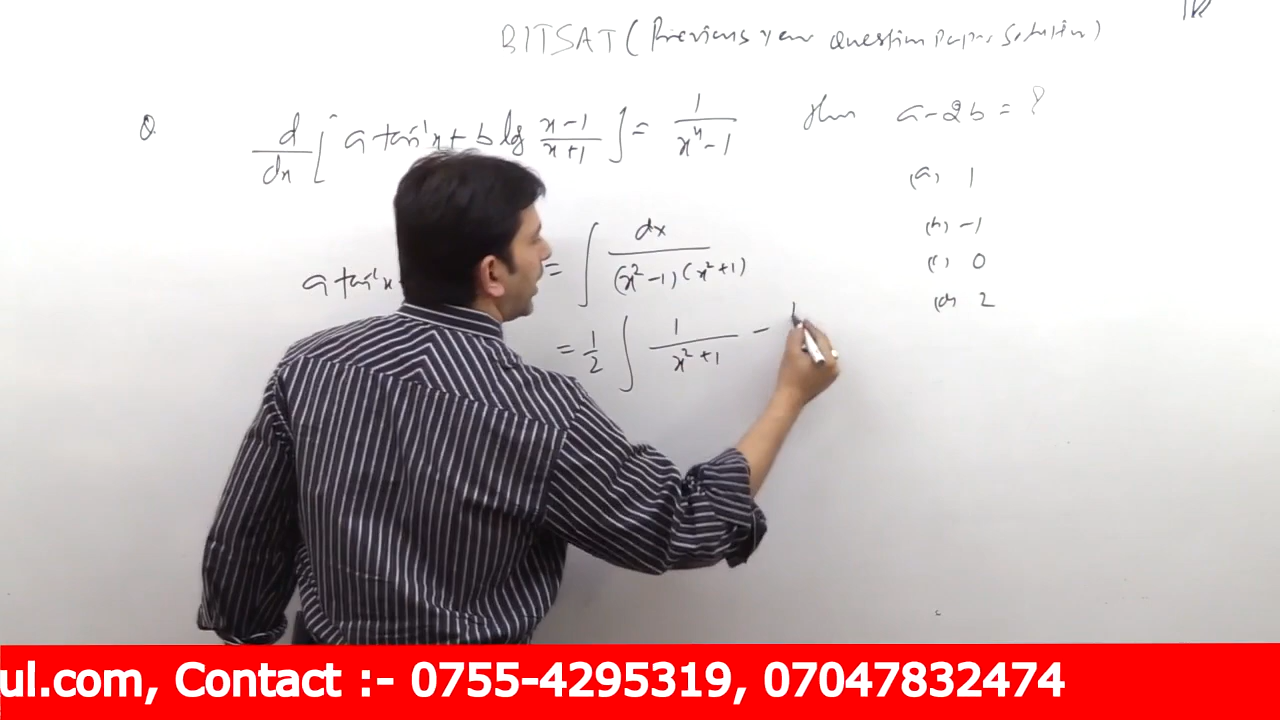 BITSAT (Previous year Question Paper Solution)
Q. d/dx [a tan⁻¹x + b log (x-1)/(x+1)] = 1/(x⁴-1) then a-2b = ?
(a) 1
(b) -1
(c) 0
(d) 2
a tan⁻¹x = ∫ dx/((x²-1)(x²+1))
= 1/2 ∫ 1/(x²+1) -
ul.com, Contact :- 0755-4295319, 07047832474